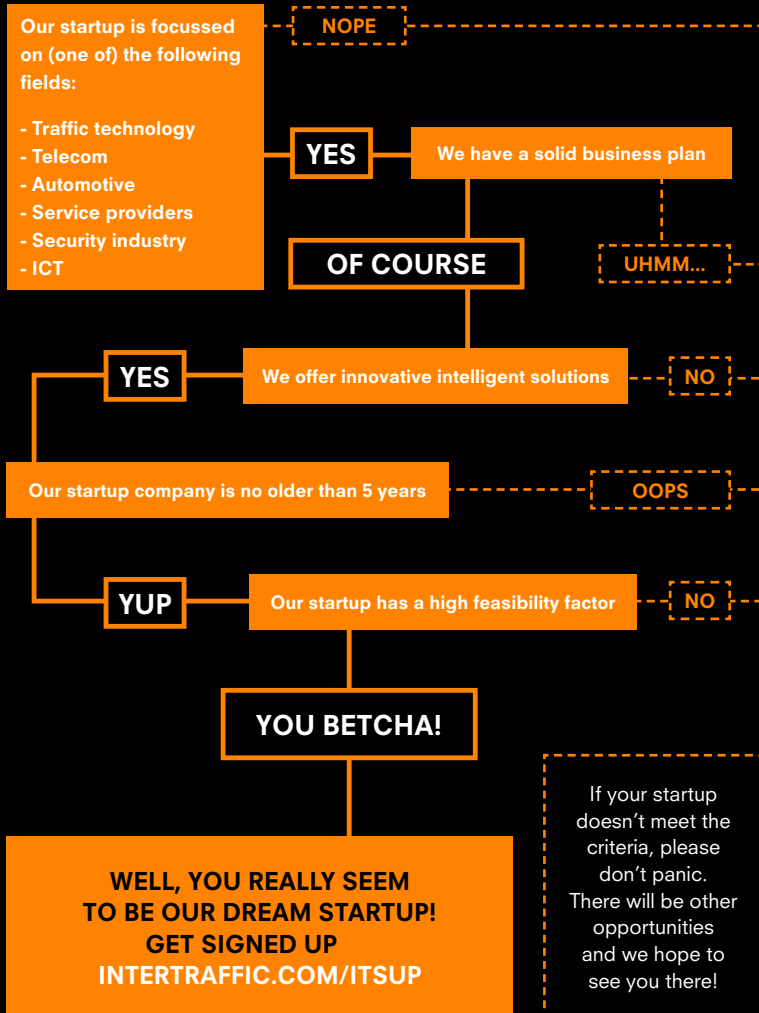 Our startup is focussed
on (one of) the following
fields:
- Traffic technology
- Telecom
- Automotive
- Service providers
- Security industry
- ICT
NOPE
YES
We have a solid business plan
OF COURSE
UHMM...
YES
We offer innovative intelligent solutions
NO
Our startup company is no older than 5 years
OOPS
YUP
Our startup has a high feasibility factor
NO
YOU BETCHA!
WELL, YOU REALLY SEEM
TO BE OUR DREAM STARTUP!
GET SIGNED UP
INTERTRAFFIC.COM/ITSUP
If your startup
doesn't meet the
criteria, please
don't panic.
There will be other
opportunities
and we hope to
see you there!